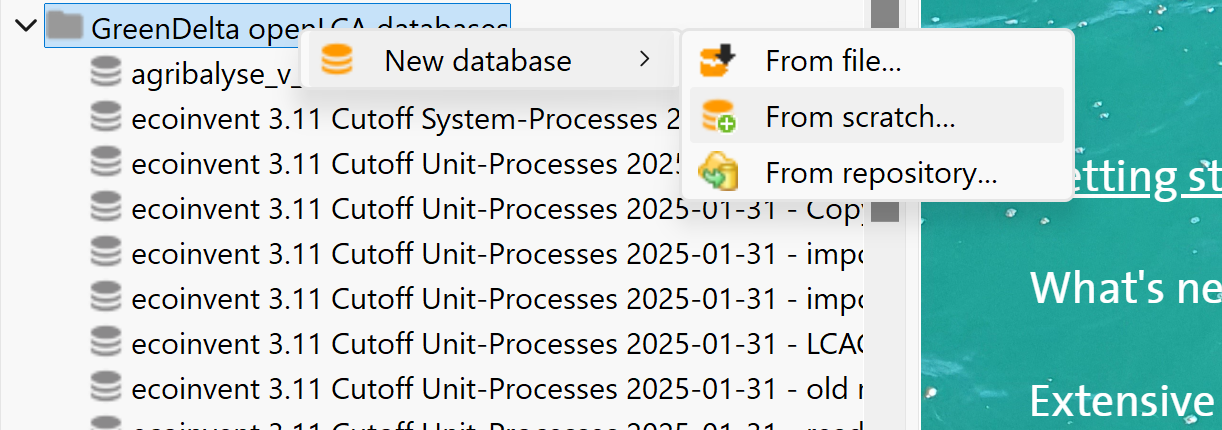 GreenDelta openLCA databases
New database
From file...
agribalyse_v_
ecoinvent 3.11 Cutoff System-Processes 2
From scratch...
ecoinvent 3.11 Cutoff Unit-Processes 2025
From repository...
etting st
ecoinvent 3.11 Cutoff Unit-Processes 2025-01-31 - Copy
ecoinvent 3.11 Cutoff Unit-Processes 2025-01-31 - impo
What's ne
ecoinvent 3.11 Cutoff Unit-Processes 2025-01-31 - impo
ecoinvent 3.11 Cutoff Unit-Processes 2025-01-31 - LCA
ecoinvent 3.11 Cutoff Unit-Processes 2025-01-31 - old
Extensive